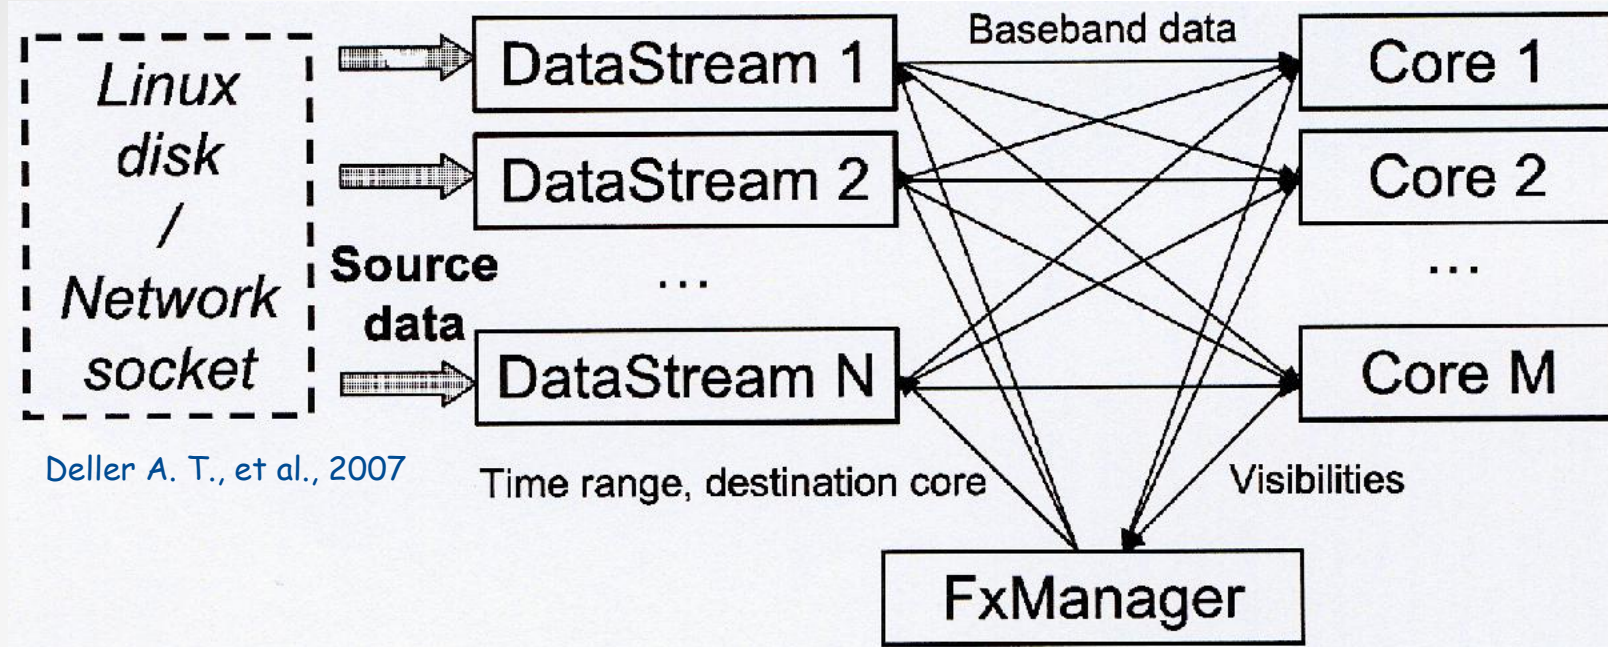 Linux
disk
/
Network
socket
Source
data
DataStream 1
DataStream 2
...
DataStream N
Baseband data
Core 1
Core 2
...
Core M
Deller A. T., et al., 2007
Time range, destination core
Visibilities
FxManager